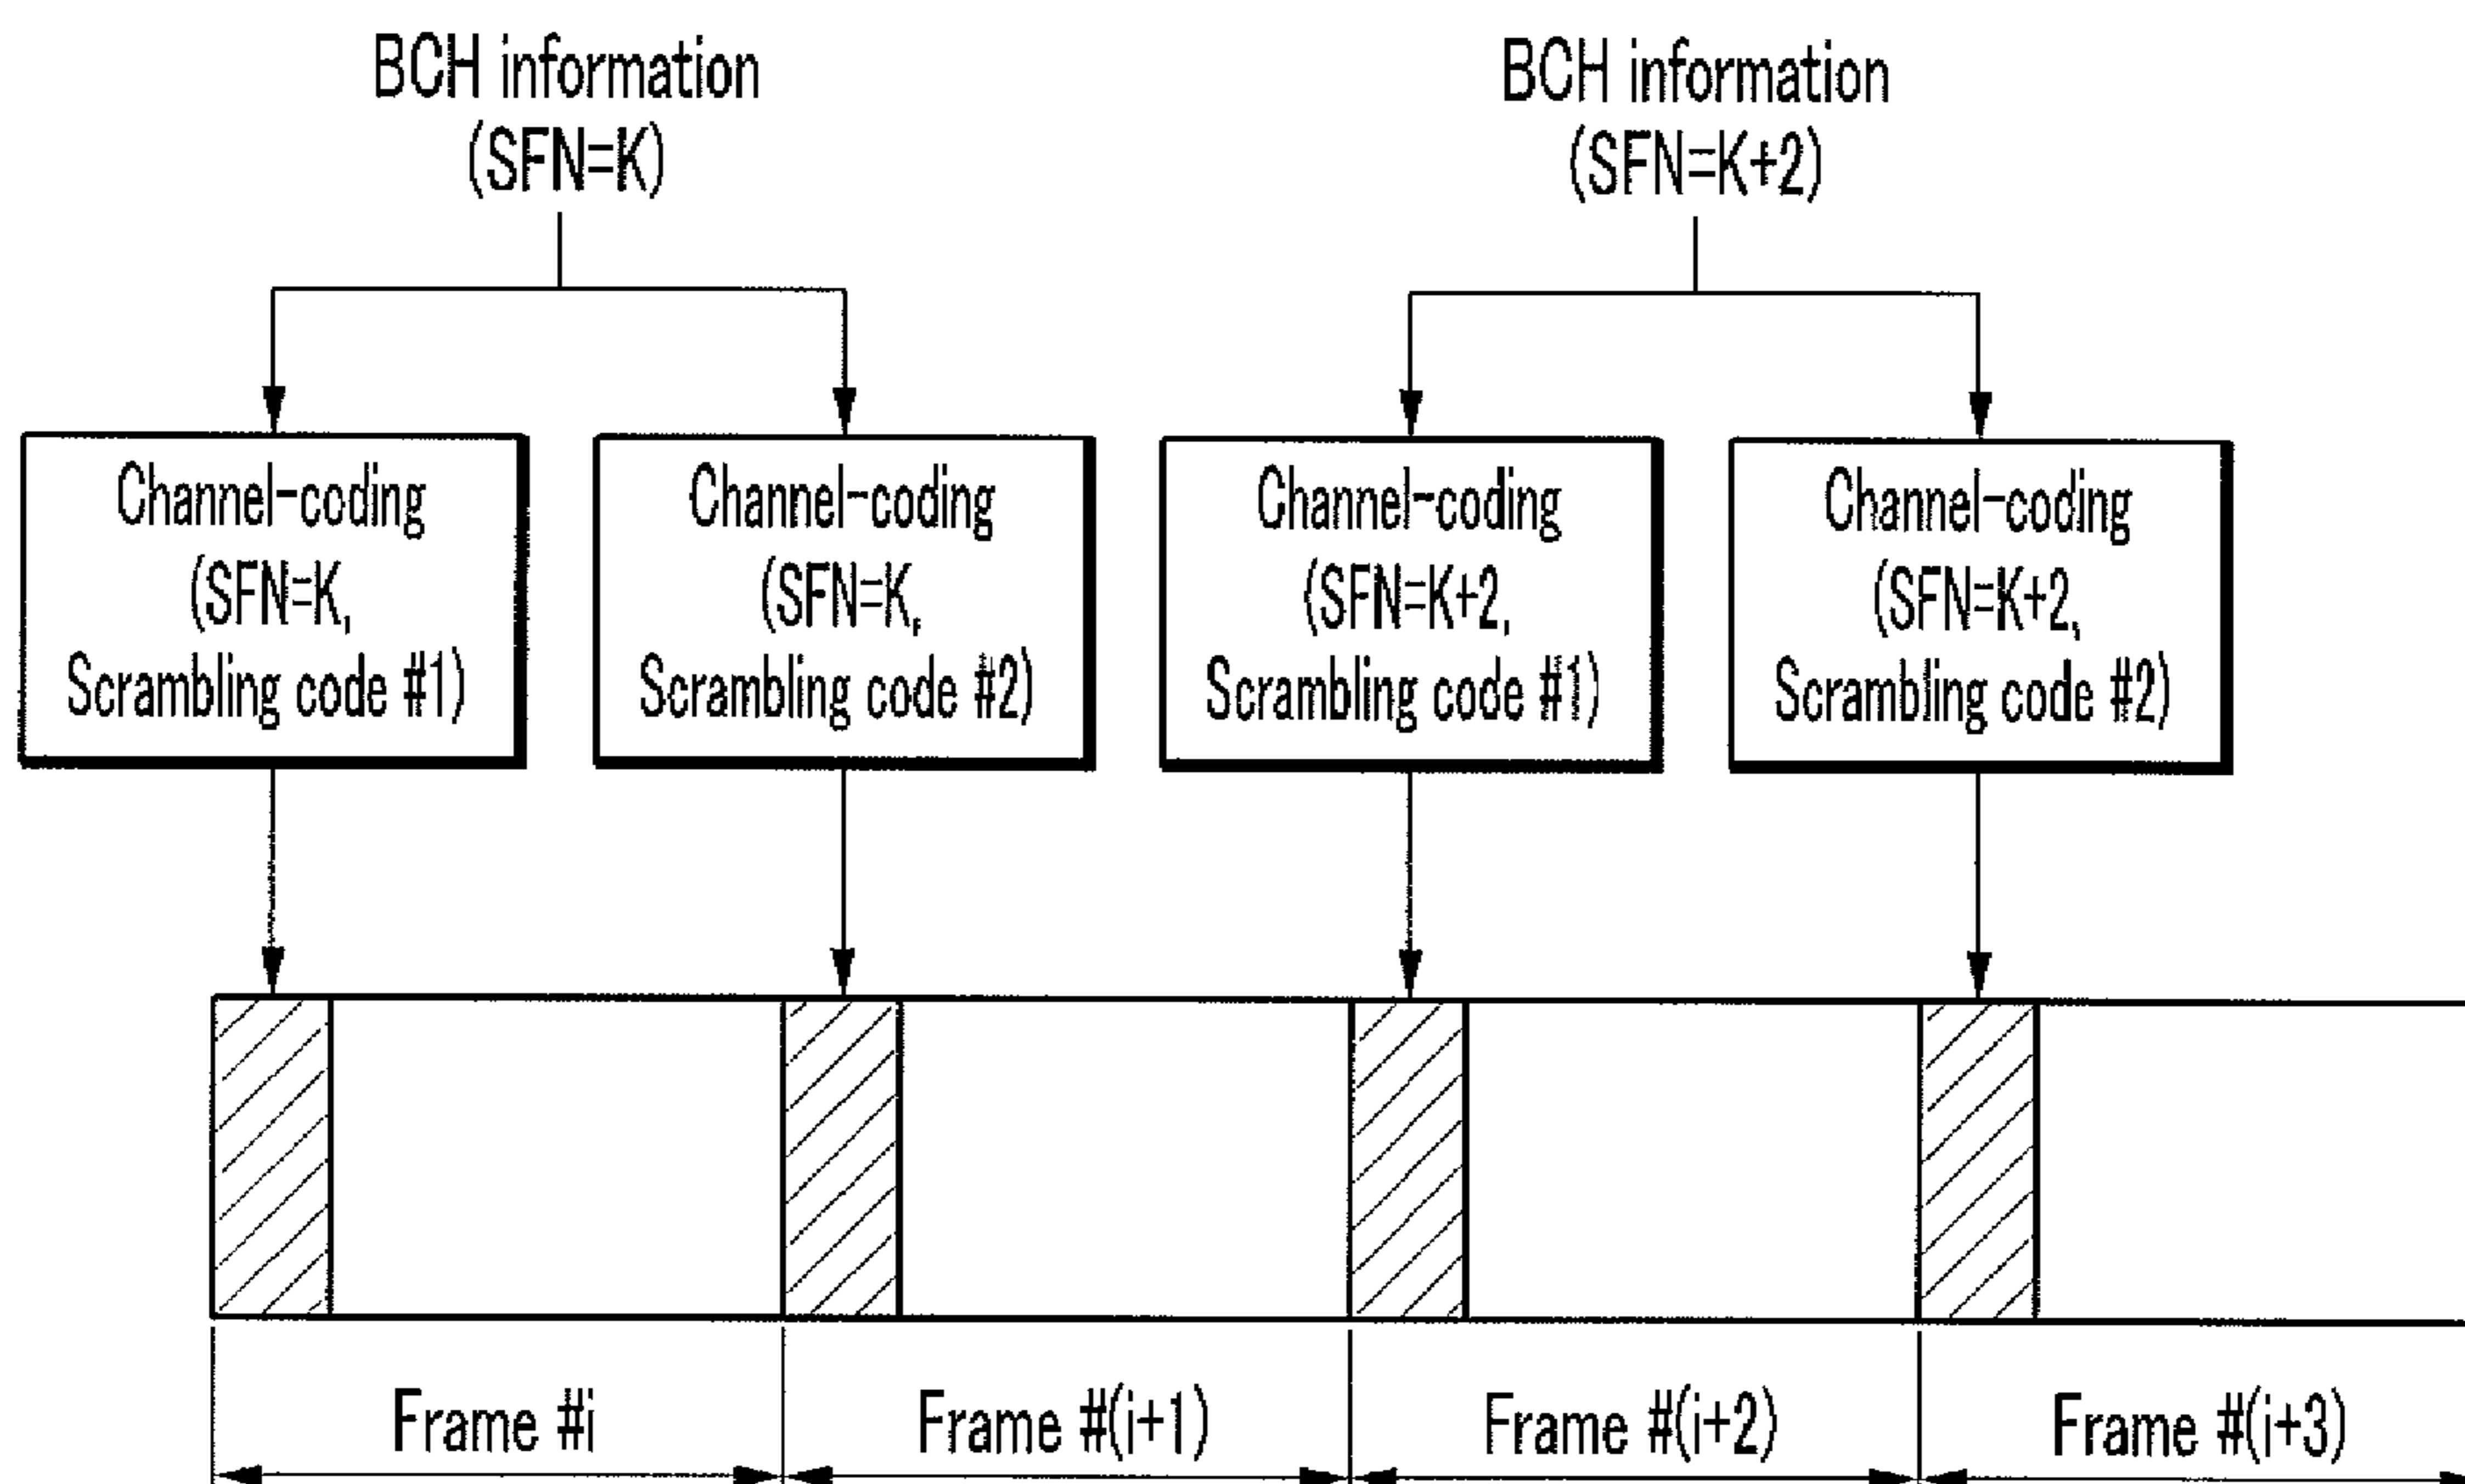 BCH information
(SFN=K)
BCH information
(SFN=K+2)
Channel-coding
(SFN=K,
Scrambling code #1)
Channel-coding
(SFN=K,
Scrambling code #2)
Channel-coding
(SFN=K+2,
Scrambling code #1)
Channel-coding
(SFN=K+2,
Scrambling code #2)
Frame #i
Frame #(i+1)
Frame #(i+2)
Frame #(i+3)